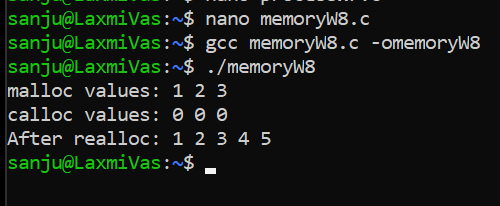 sanju@LaxmiVas:~$ nano memoryW8.c
sanju@LaxmiVas:~$ gcc memoryW8.c -omemoryW8
sanju@LaxmiVas:~$ ./memoryW8
malloc values: 1 2 3
calloc values: 0 0 0
After realloc: 1 2 3 4 5
sanju@LaxmiVas:~$